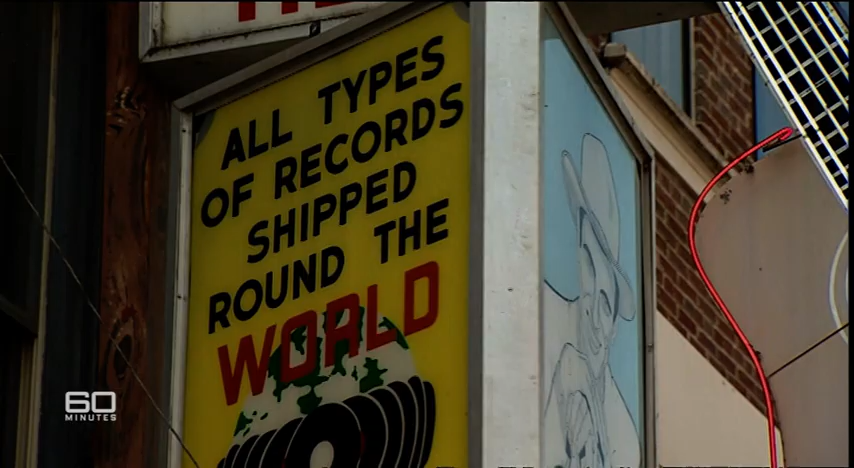 ALL TYPES
OF RECORDS
SHIPPED
ROUND THE
WORLD
60
MINUTES